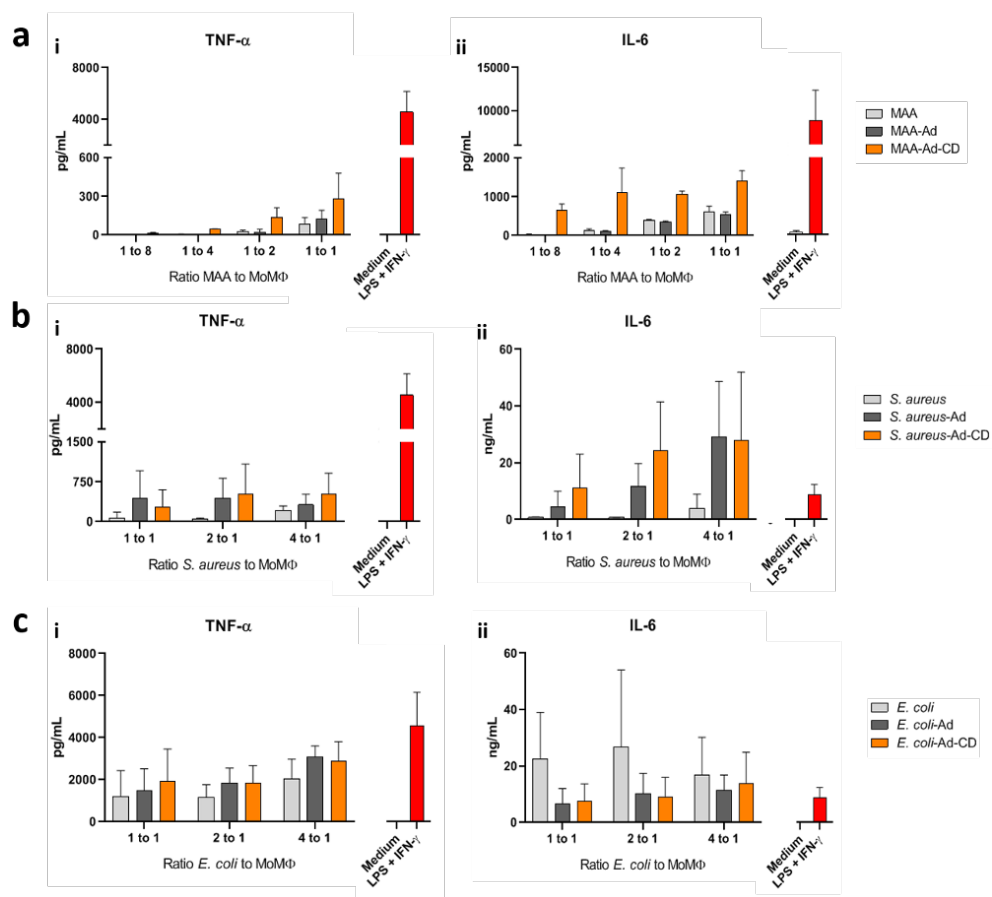 a
i
TNF-α
8000
4000
600
300
0
pg/mL
1 to 8
1 to 4
1 to 2
1 to 1
Ratio MAA to MoMΦ
Medium
LPS + IFN-γ
ii
IL-6
15000
10000
5000
2000
1000
0
pg/mL
1 to 8
1 to 4
1 to 2
1 to 1
Ratio MAA to MoMΦ
Medium
LPS + IFN-γ
MAA
MAA-Ad
MAA-Ad-CD
b
i
TNF-α
8000
4000
1500
750
0
pg/mL
1 to 1
2 to 1
4 to 1
Ratio S. aureus to MoMΦ
Medium
LPS + IFN-γ
ii
IL-6
60
40
20
0
ng/mL
1 to 1
2 to 1
4 to 1
Ratio S. aureus to MoMΦ
Medium
LPS + IFN-γ
S. aureus
S. aureus-Ad
S. aureus-Ad-CD
c
i
TNF-α
8000
6000
4000
2000
0
pg/mL
1 to 1
2 to 1
4 to 1
Ratio E. coli to MoMΦ
Medium
LPS + IFN-γ
ii
IL-6
60
40
20
0
ng/mL
1 to 1
2 to 1
4 to 1
Ratio E. coli to MoMΦ
Medium
LPS + IFN-γ
E. coli
E. coli-Ad
E. coli-Ad-CD